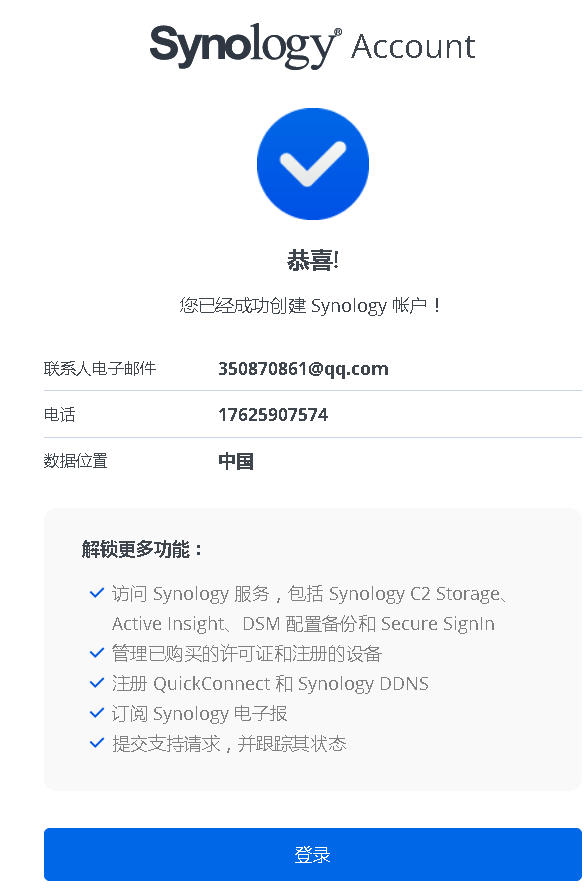 Synology® Account
恭喜!
您已经成功创建 Synology 帐户！
联系人电子邮件 350870861@qq.com
电话 17625907574
数据位置 中国
解锁更多功能：
访问 Synology 服务，包括 Synology C2 Storage、
Active Insight、DSM 配置备份和 Secure SignIn
管理已购买的许可证和注册的设备
注册 QuickConnect 和 Synology DDNS
订阅 Synology 电子报
提交支持请求，并跟踪其状态
登录